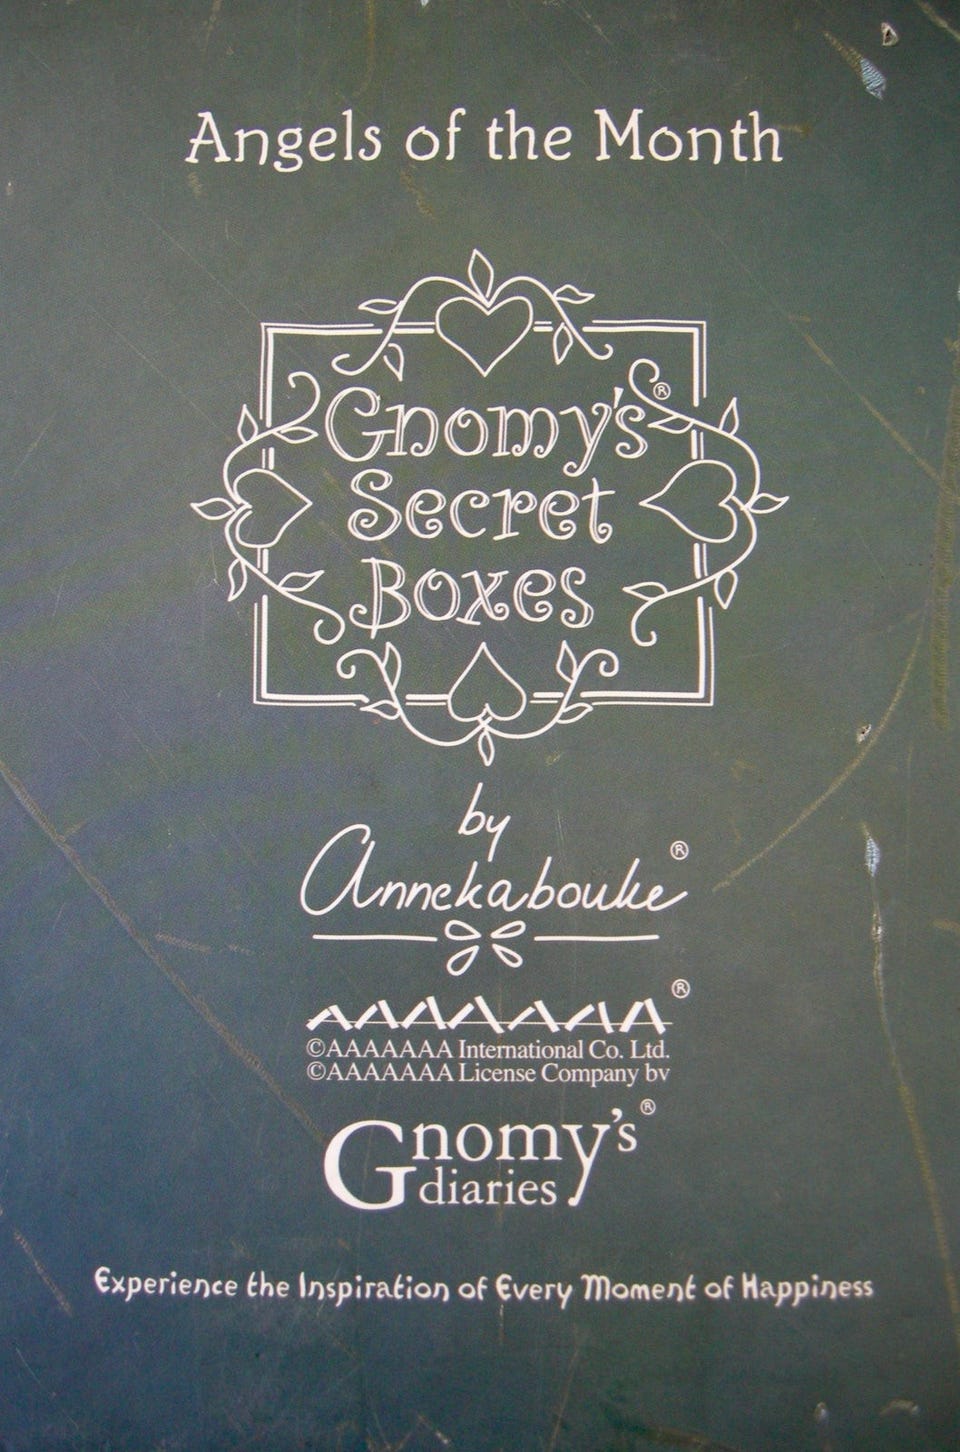 Angels of the Month
Gnomy's®
Secret
Boxes
by
Annekabouke®
AAAAAAA®
©AAAAAAA International Co. Ltd.
©AAAAAAA License Company bv
Gnomy's®
diaries
Experience the Inspiration of Every Moment of Happiness